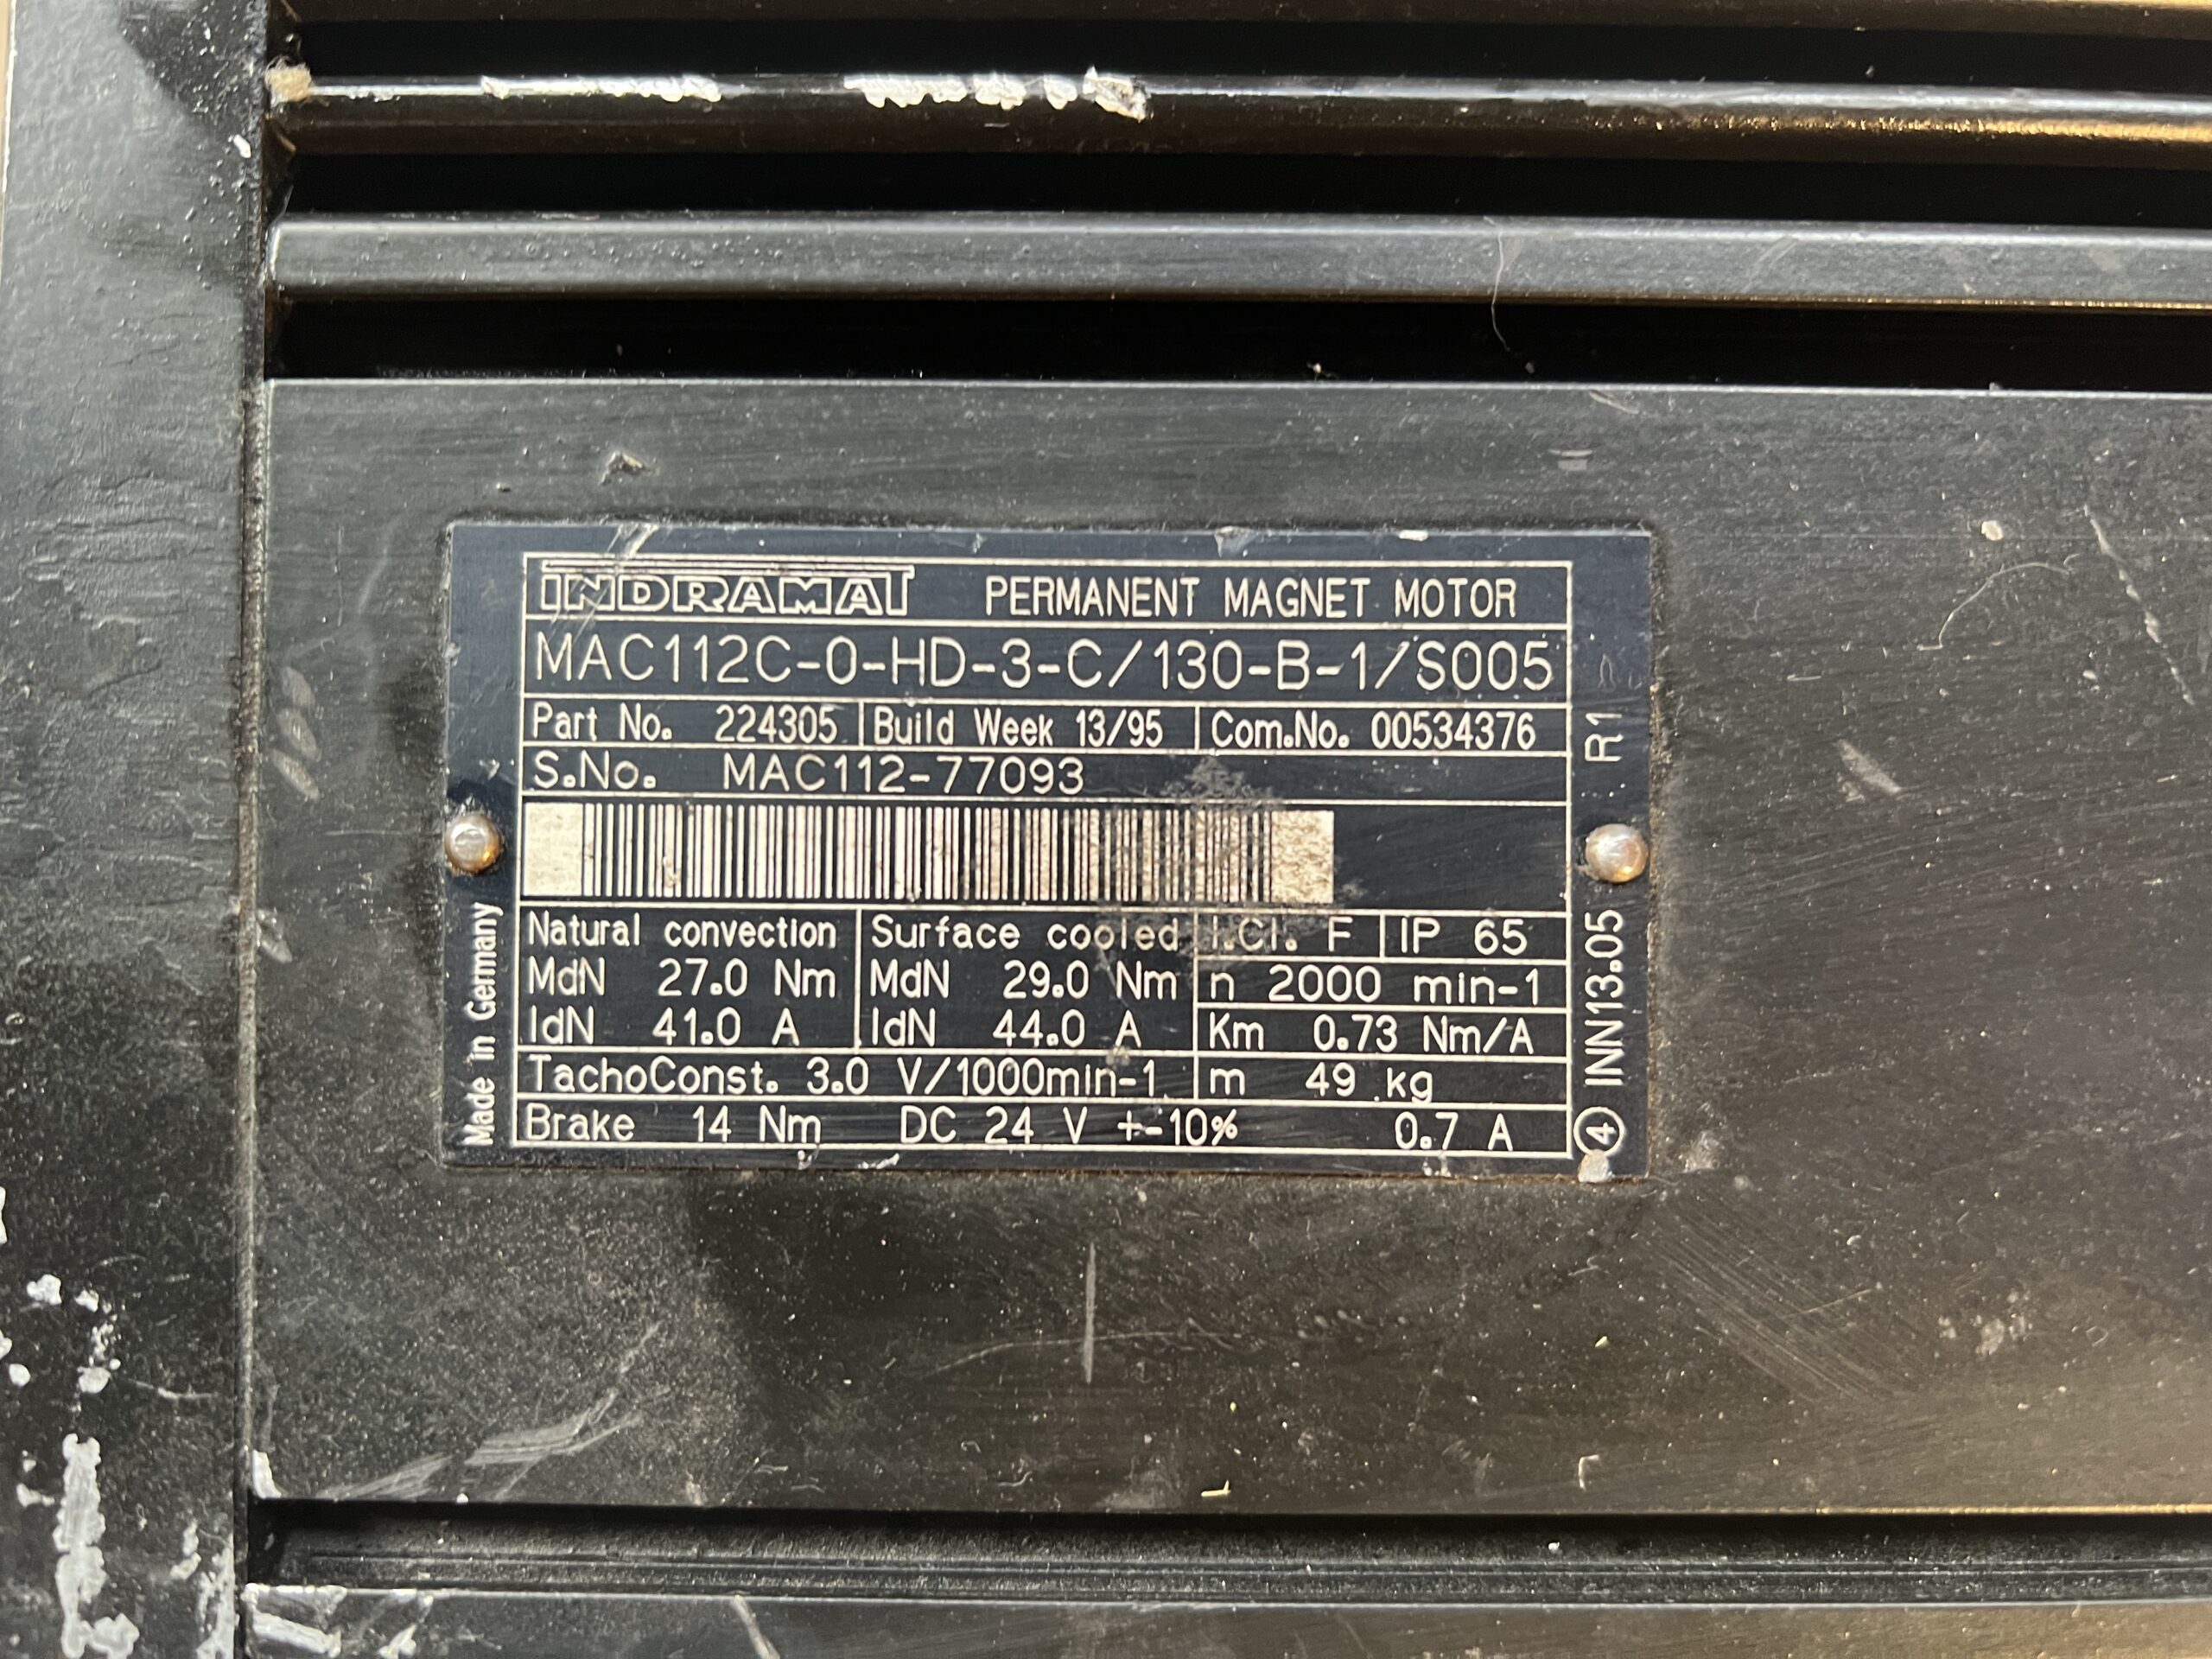 INDRAMAT PERMANENT MAGNET MOTOR
MAC112C-0-HD-3-C/130-B-1/S005
Part No. 224305 Build Week 13/95 Com.No. 00534376
S.No. MAC112-77093
Natural convection Surface cooled I.Cl. F IP 65
MdN 27.0 Nm MdN 29.0 Nm n 2000 min-1
IdN 41.0 A IdN 44.0 A Km 0.73 Nm/A
TachoConst. 3.0 V/1000min-1 m 49 kg
Brake 14 Nm DC 24 V +-10% 0.7 A
Made in Germany
④ INN13.05 R1